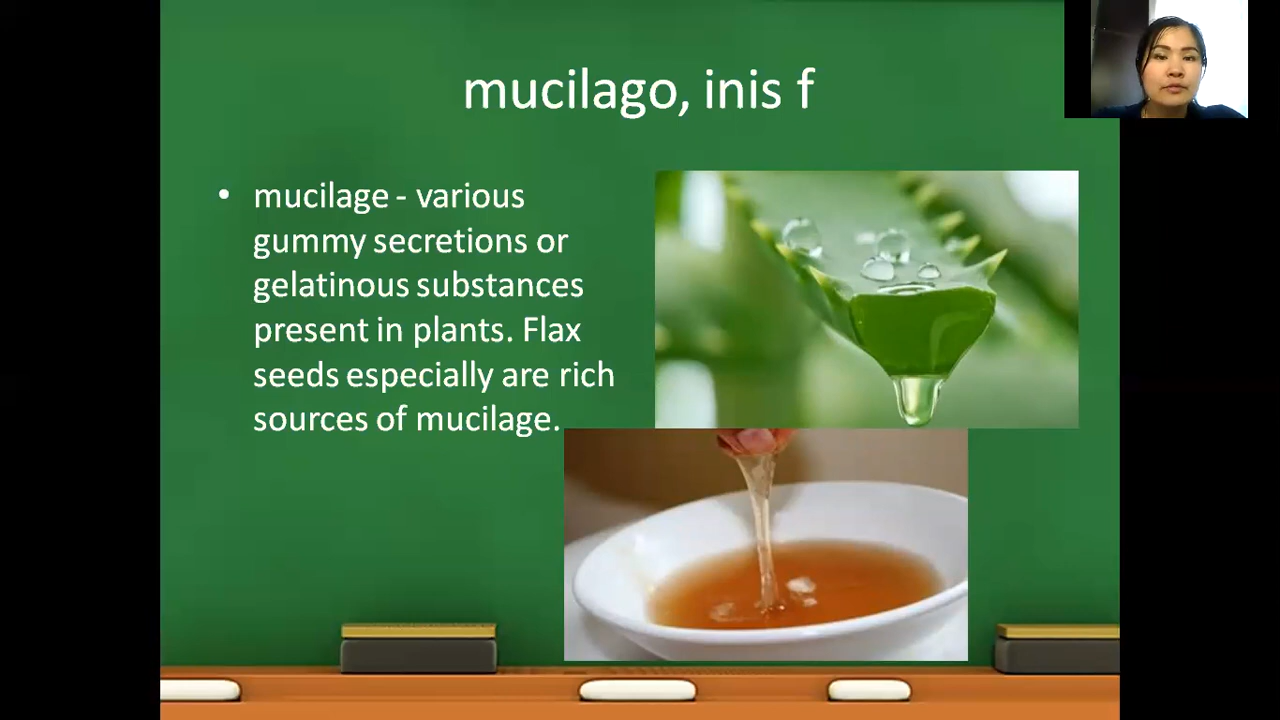 mucilago, inis f
• mucilage - various
gummy secretions or
gelatinous substances
present in plants. Flax
seeds especially are rich
sources of mucilage.